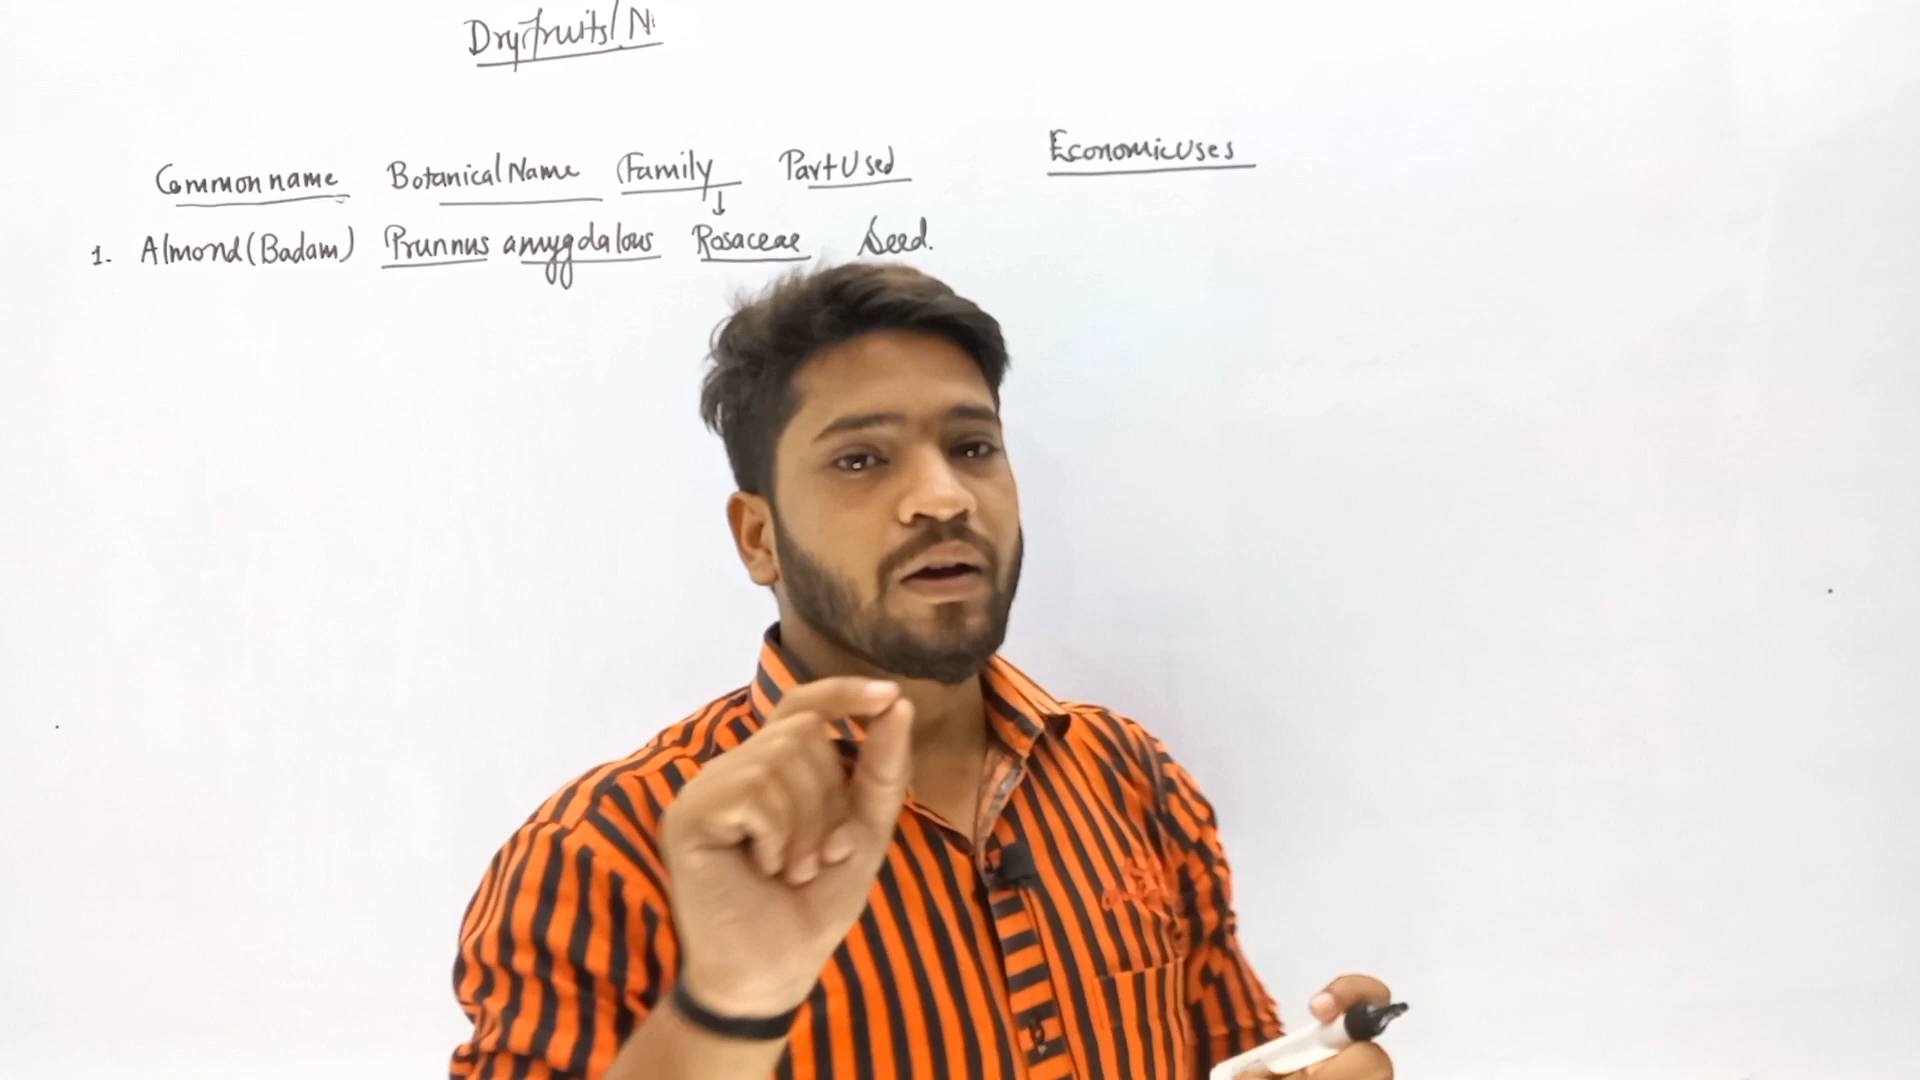 Dryfruits/N
Common name Botanical Name Family Part Used Economic uses
↓
1. Almond (Badam) Prunnus amygdalous Rosaceae Seed.